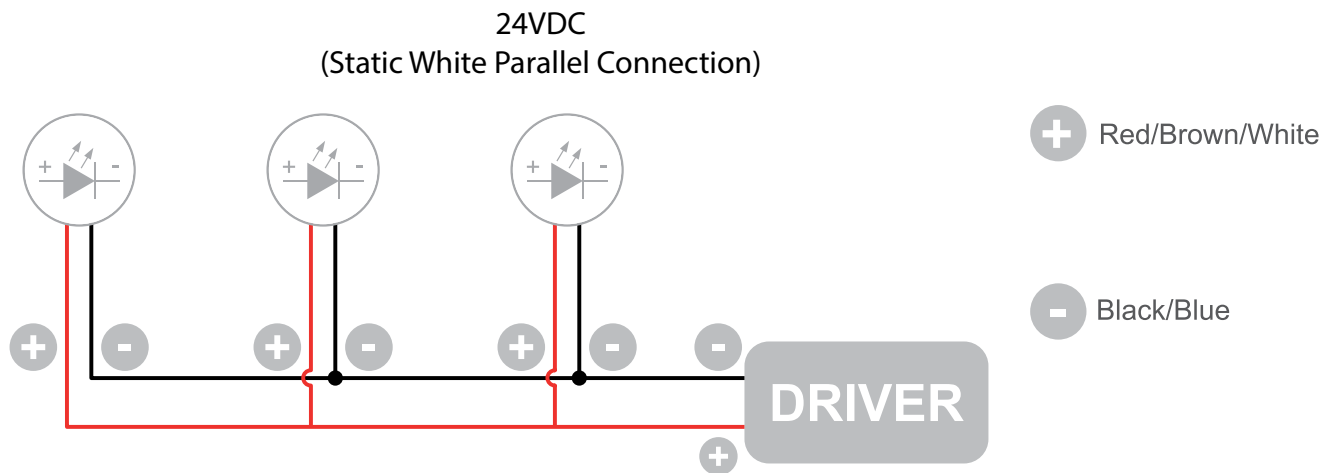 24VDC
(Static White Parallel Connection)
+ -
+ -
+ -
+ Red/Brown/White
- Black/Blue
+ - + - + - -
DRIVER
+